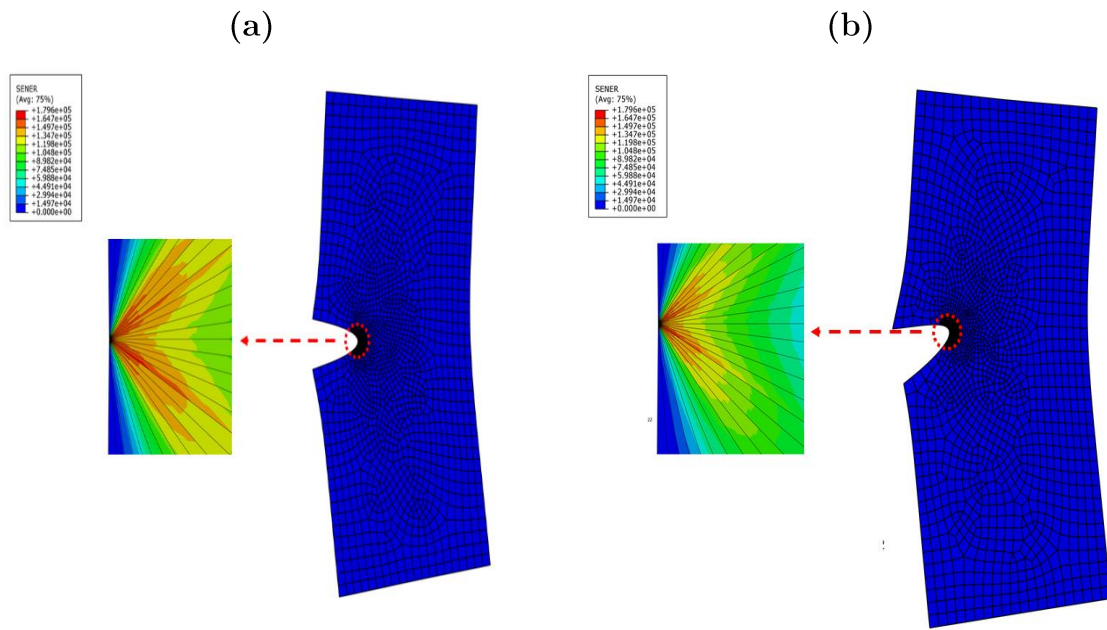 (a)
(b)
SENER
(Avg: 75%)
+1.796e+05
+1.647e+05
+1.497e+05
+1.347e+05
+1.198e+05
+1.048e+05
+8.982e+04
+7.485e+04
+5.988e+04
+4.491e+04
+2.994e+04
+1.497e+04
+0.000e+00
SENER
(Avg: 75%)
+1.796e+05
+1.647e+05
+1.497e+05
+1.347e+05
+1.198e+05
+1.048e+05
+8.982e+04
+7.485e+04
+5.988e+04
+4.491e+04
+2.994e+04
+1.497e+04
+0.000e+00